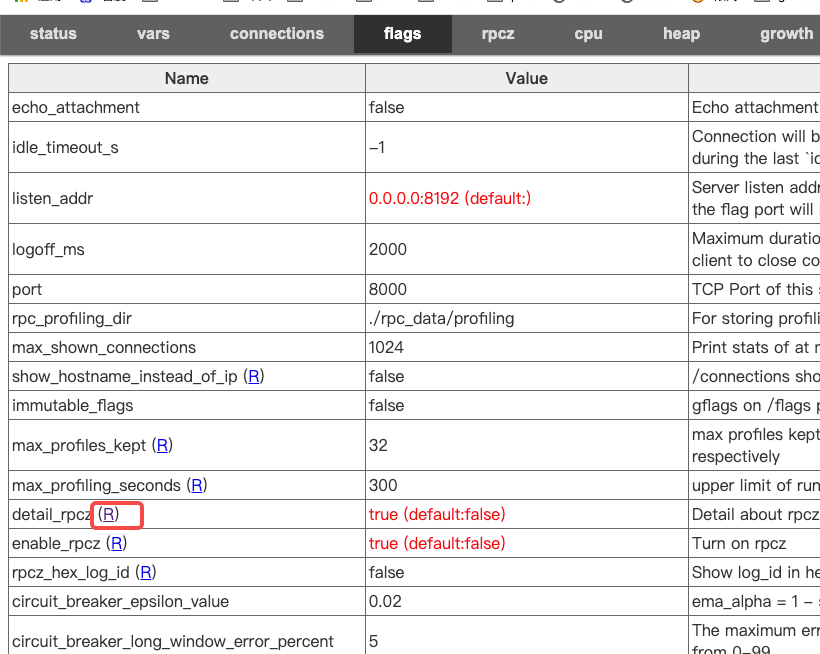 status vars connections flags rpcz cpu heap growth
Name Value
echo_attachment false Echo attachment
idle_timeout_s -1 Connection will b
during the last `id
listen_addr 0.0.0.0:8192 (default:) Server listen addr
the flag port will
logoff_ms 2000 Maximum duratio
client to close co
port 8000 TCP Port of this
rpc_profiling_dir ./rpc_data/profiling For storing profili
max_shown_connections 1024 Print stats of at
show_hostname_instead_of_ip (R) false /connections sho
immutable_flags false gflags on /flags
max_profiles_kept (R) 32 max profiles kept
respectively
max_profiling_seconds (R) 300 upper limit of run
detail_rpcz (R) true (default:false) Detail about rpcz
enable_rpcz (R) true (default:false) Turn on rpcz
rpcz_hex_log_id (R) false Show log_id in he
circuit_breaker_epsilon_value 0.02 ema_alpha = 1 -
circuit_breaker_long_window_error_percent 5 The maximum err
from 0-99